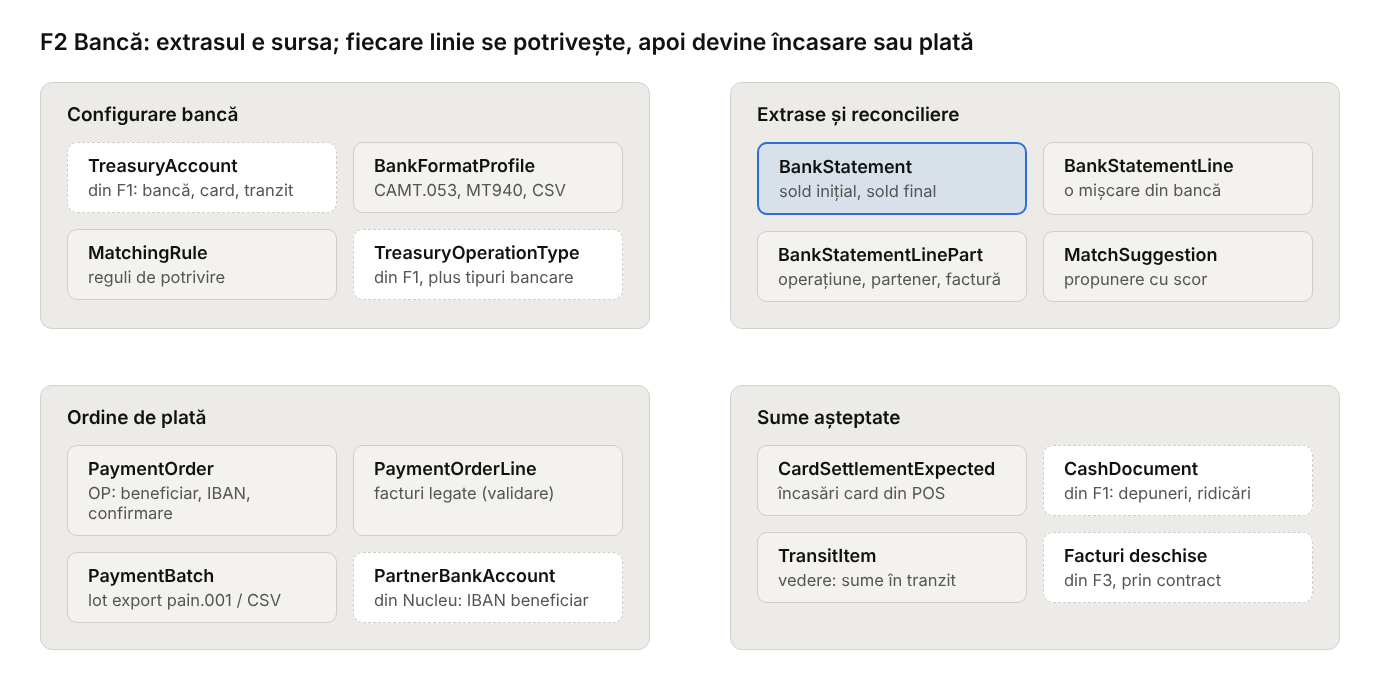 F2 Bancă: extrasul e sursa; fiecare linie se potrivește, apoi devine încasare sau plată
Configurare bancă
TreasuryAccount
din F1: bancă, card, tranzit
BankFormatProfile
CAMT.053, MT940, CSV
MatchingRule
reguli de potrivire
TreasuryOperationType
din F1, plus tipuri bancare
Extrase și reconciliere
BankStatement
sold inițial, sold final
BankStatementLine
o mișcare din bancă
BankStatementLinePart
operațiune, partener, factură
MatchSuggestion
propunere cu scor
Ordine de plată
PaymentOrder
OP: beneficiar, IBAN,
confirmare
PaymentOrderLine
facturi legate (validare)
PaymentBatch
lot export pain.001 / CSV
PartnerBankAccount
din Nucleu: IBAN beneficiar
Sume așteptate
CardSettlementExpected
încasări card din POS
CashDocument
din F1: depuneri, ridicări
TransitItem
vedere: sume în tranzit
Facturi deschise
din F3, prin contract